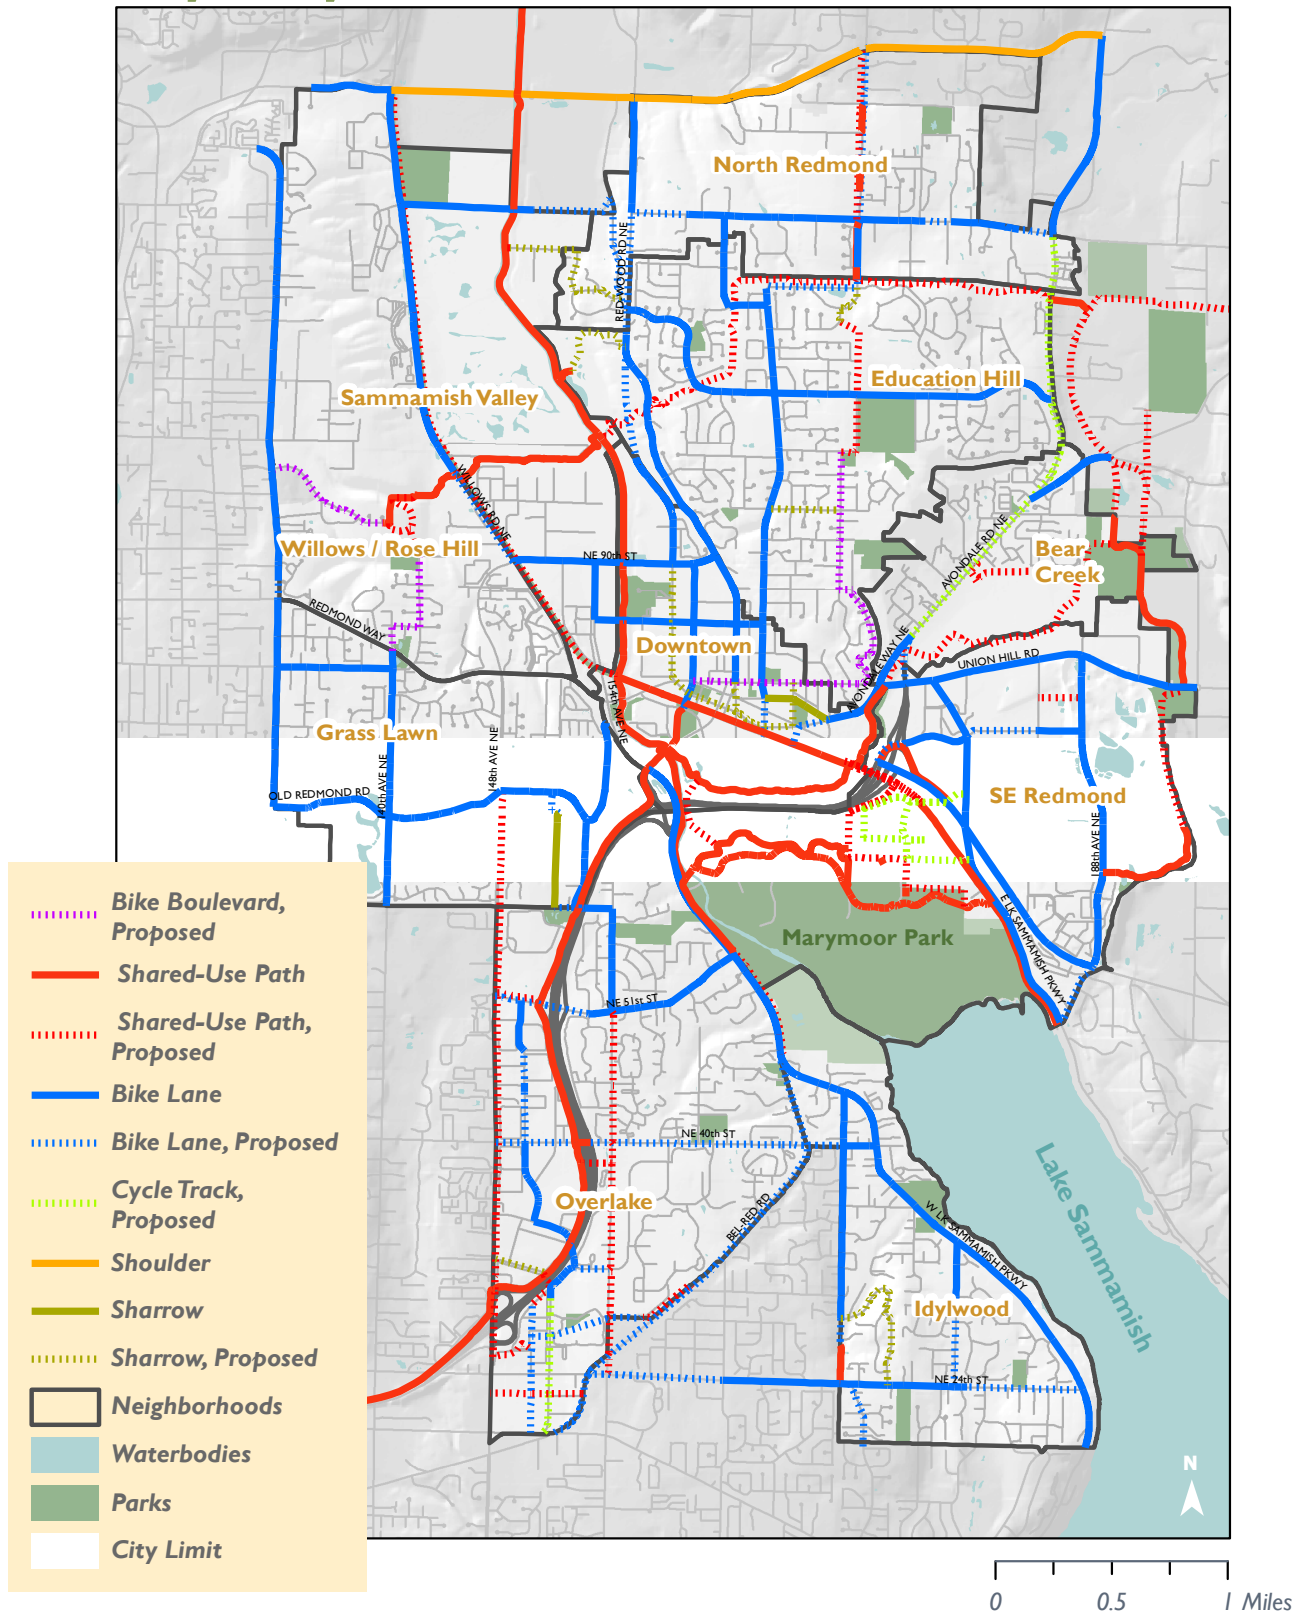 North Redmond
RED-WOOD RD NE
Education Hill
Sammamish Valley
WILLOWS RD NE
Willows / Rose Hill
NE 90th ST
AVONDALE RD NE
Bear
Creek
REDMOND WAY
Downtown
AVONDALE WAY NE
UNION HILL RD
154th AVE NE
Grass Lawn
148th AVE NE
140th AVE NE
OLD REDMOND RD
SE Redmond
188th AVE NE
E LK SAMMAMISH PKWY
Marymoor Park
NE 51st ST
NE 40th ST
Overlake
BEL-RED RD
W LK SAMMAMISH PKWY
Lake Sammamish
Idylwood
NE 24th ST
Bike Boulevard,
Proposed
Shared-Use Path
Shared-Use Path,
Proposed
Bike Lane
Bike Lane, Proposed
Cycle Track,
Proposed
Shoulder
Sharrow
Sharrow, Proposed
Neighborhoods
Waterbodies
Parks
City Limit
N
0 0.5 1 Miles